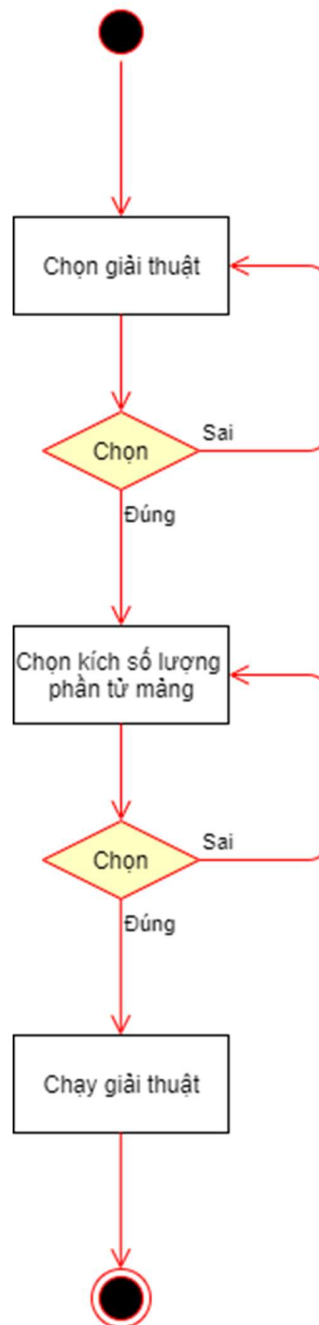 Chọn giải thuật
Chọn
Sai
Đúng
Chọn kích số lượng
phần tử mảng
Chọn
Sai
Đúng
Chạy giải thuật